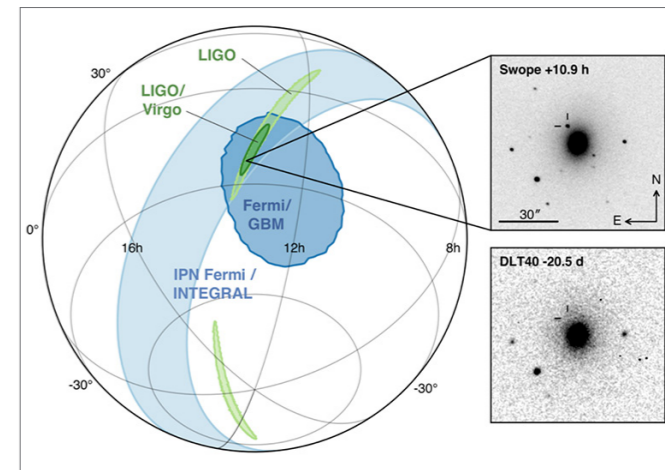 LIGO
LIGO/
Virgo
Fermi/
GBM
IPN Fermi /
INTEGRAL
30°
0°
-30°
-30°
16h
12h
8h
Swope +10.9 h
30"
N
E
DLT40 -20.5 d